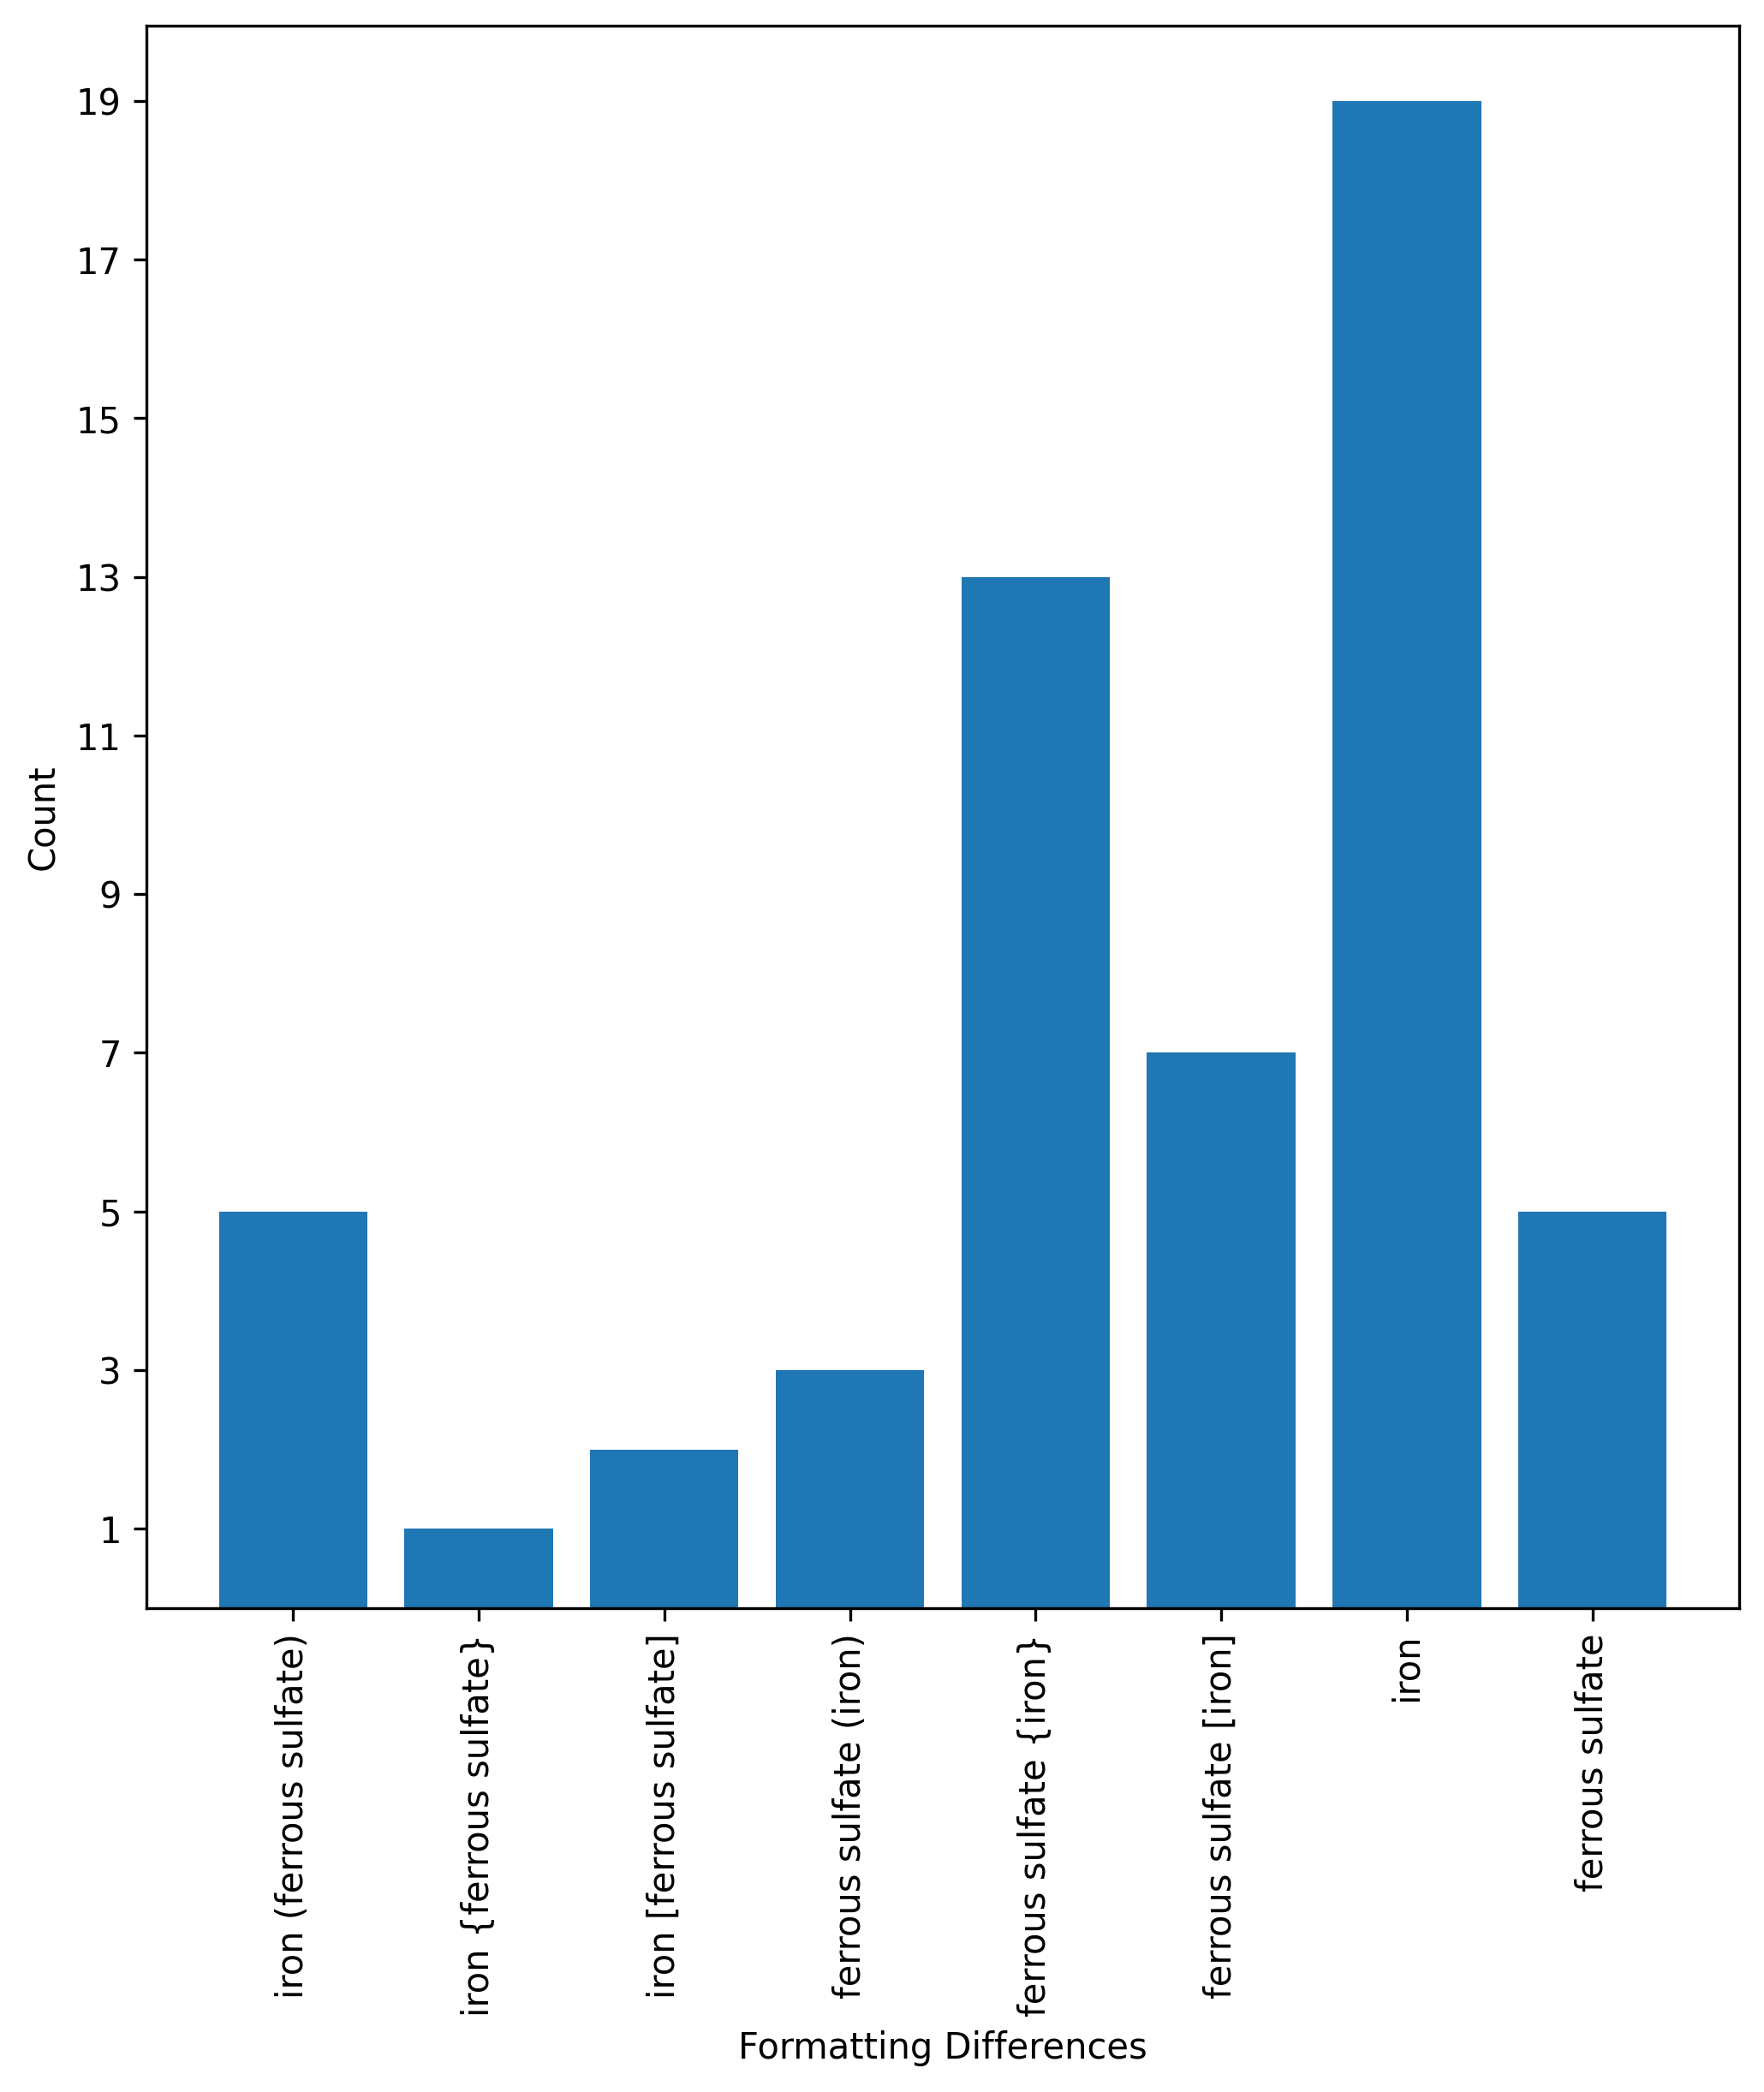 19
17
15
13
11
9
7
5
3
1
Count
iron (ferrous sulfate)
iron {ferrous sulfate}
iron [ferrous sulfate]
ferrous sulfate (iron)
ferrous sulfate {iron}
ferrous sulfate [iron]
iron
ferrous sulfate
Formatting Differences